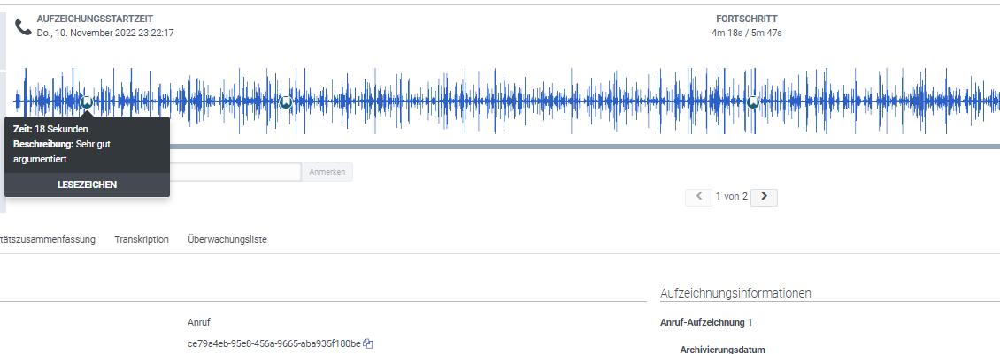 AUFZEICHUNGSSTARTZEIT
Do., 10. November 2022 23:22:17
FORTSCHRITT
4m 18s / 5m 47s
Zeit: 18 Sekunden
Beschreibung: Sehr gut
argumentiert
LESEZEICHEN
Anmerken
1 von 2
tätszusammenfassung Transkription Überwachungsliste
Anruf
ce79a4eb-95e8-456a-9665-aba935f180be
Aufzeichnungsinformationen
Anruf-Aufzeichnung 1
Archivierungsdatum